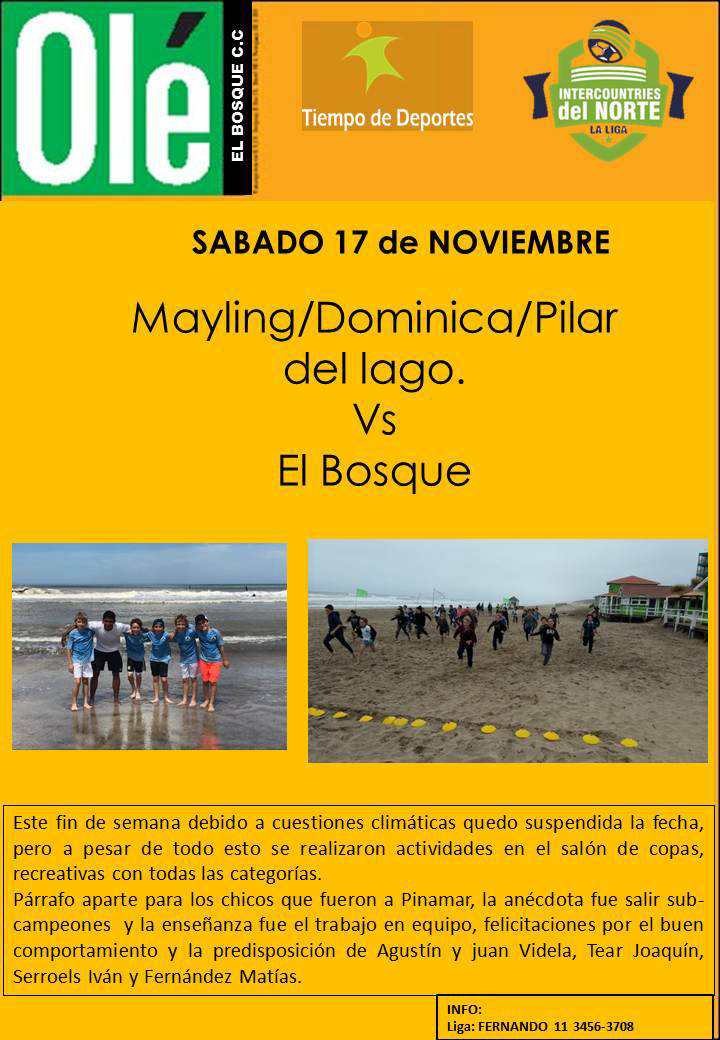 Olé
EL BOSQUE C.C
Tiempo de Deportes
INTERCOUNTRIES
del NORTE
LA LIGA
SABADO 17 de NOVIEMBRE
Mayling/Dominica/Pilar
del lago.
Vs
El Bosque
Este fin de semana debido a cuestiones climáticas quedo suspendida la fecha,
pero a pesar de todo esto se realizaron actividades en el salón de copas,
recreativas con todas las categorías.
Párrafo aparte para los chicos que fueron a Pinamar, la anécdota fue salir sub-
campeones y la enseñanza fue el trabajo en equipo, felicitaciones por el buen
comportamiento y la predisposición de Agustín y juan Videla, Tear Joaquín,
Serroels Iván y Fernández Matías.
INFO:
Liga: FERNANDO 11 3456-3708